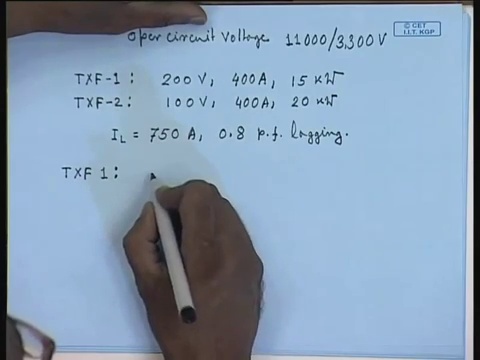 Open circuit Voltage 11000/3,300 V
© CET
I.I.T. KGP
TXF-1: 200 V, 400 A, 15 KW
TXF-2: 100 V, 400 A, 20 KW
IL = 750 A, 0.8 p.f. lagging.
TXF 1: